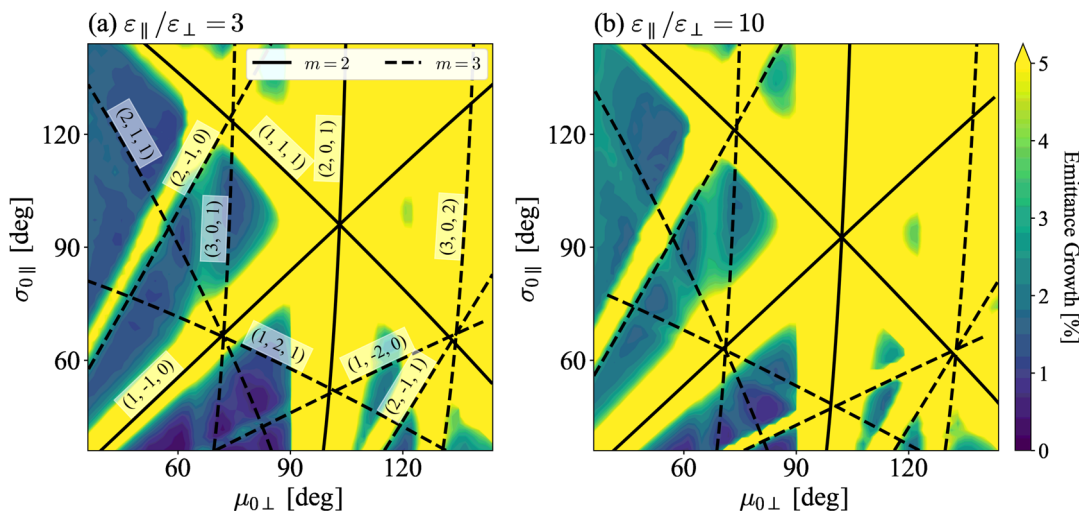 (a) ε∥/ε⊥ = 3
(b) ε∥/ε⊥ = 10
m = 2
m = 3
(2, 1, 1)
(2, -1, 0)
(1, 1, 1)
(2, 0, 1)
(3, 0, 1)
(3, 0, 2)
(1, 2, 1)
(1, -2, 0)
(1, -1, 0)
(2, -1, 1)
120
90
60
σ0∥ [deg]
60
90
120
μ0⊥ [deg]
120
90
60
σ0∥ [deg]
60
90
120
μ0⊥ [deg]
5
4
3
2
1
0
Emittance Growth [%]